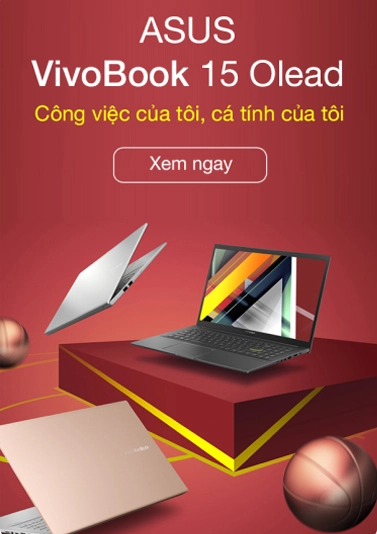 ASUS
VivoBook 15 Olead
Công việc của tôi, cá tính của tôi
Xem ngay